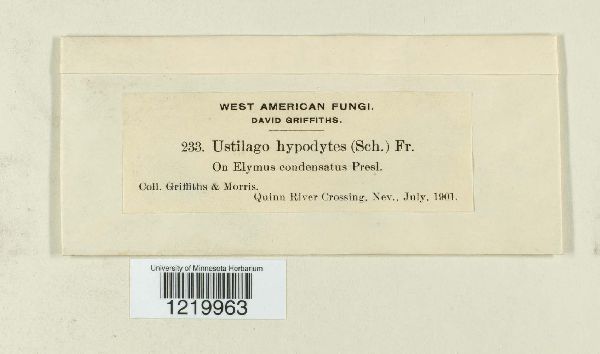 WEST AMERICAN FUNGI.
DAVID GRIFFITHS.
233. Ustilago hypodytes (Sch.) Fr.
On Elymus condensatus Presl.
Coll. Griffiths & Morris.
Quinn River Crossing, Nev., July, 1901.
University of Minnesota Herbarium
1219963